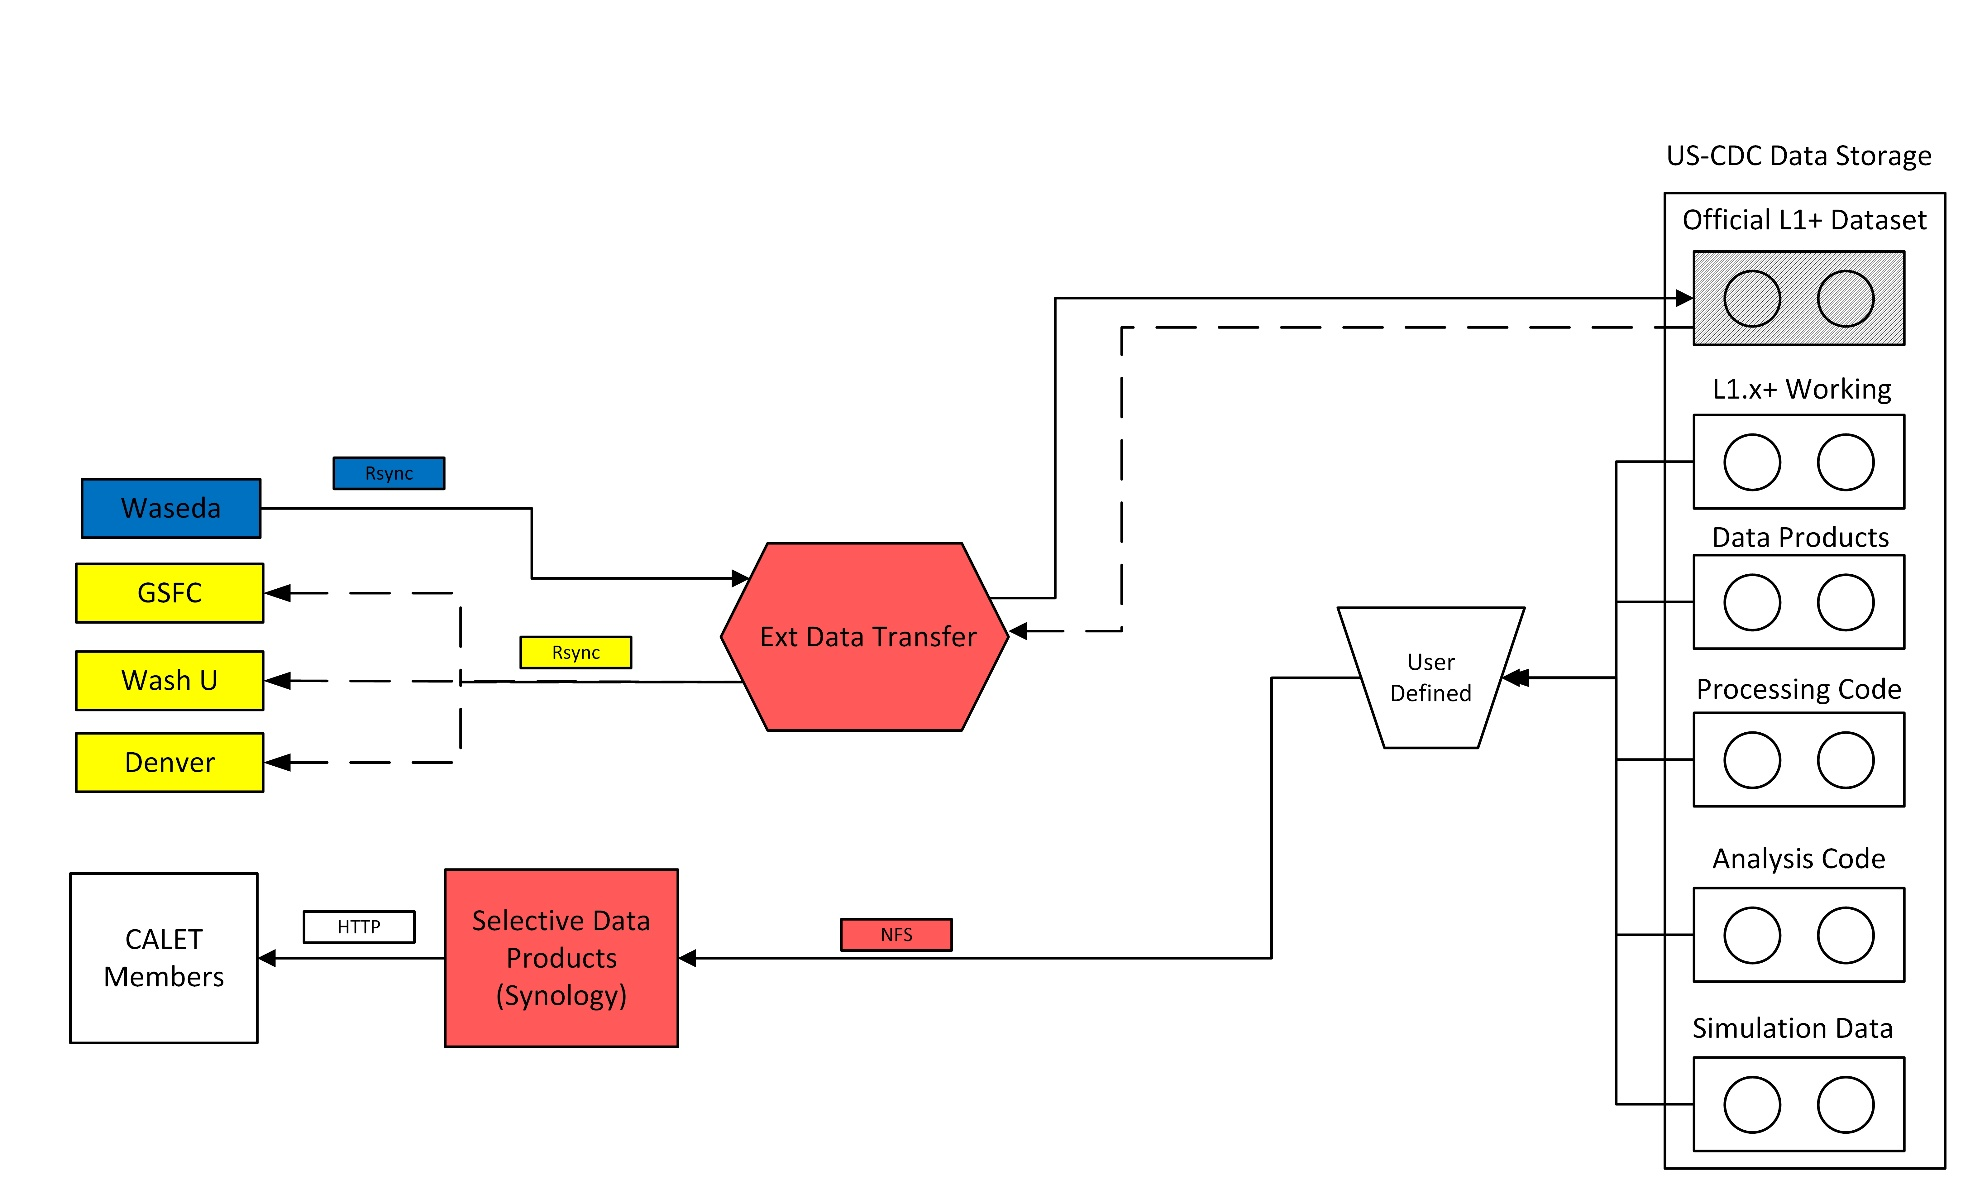 US-CDC Data Storage
Official L1+ Dataset
L1.x+ Working
Rsync
Waseda
Data Products
GSFC
Ext Data Transfer
Rsync
User
Defined
Wash U
Processing Code
Denver
Analysis Code
CALET
Members
HTTP
Selective Data
Products
(Synology)
NFS
Simulation Data